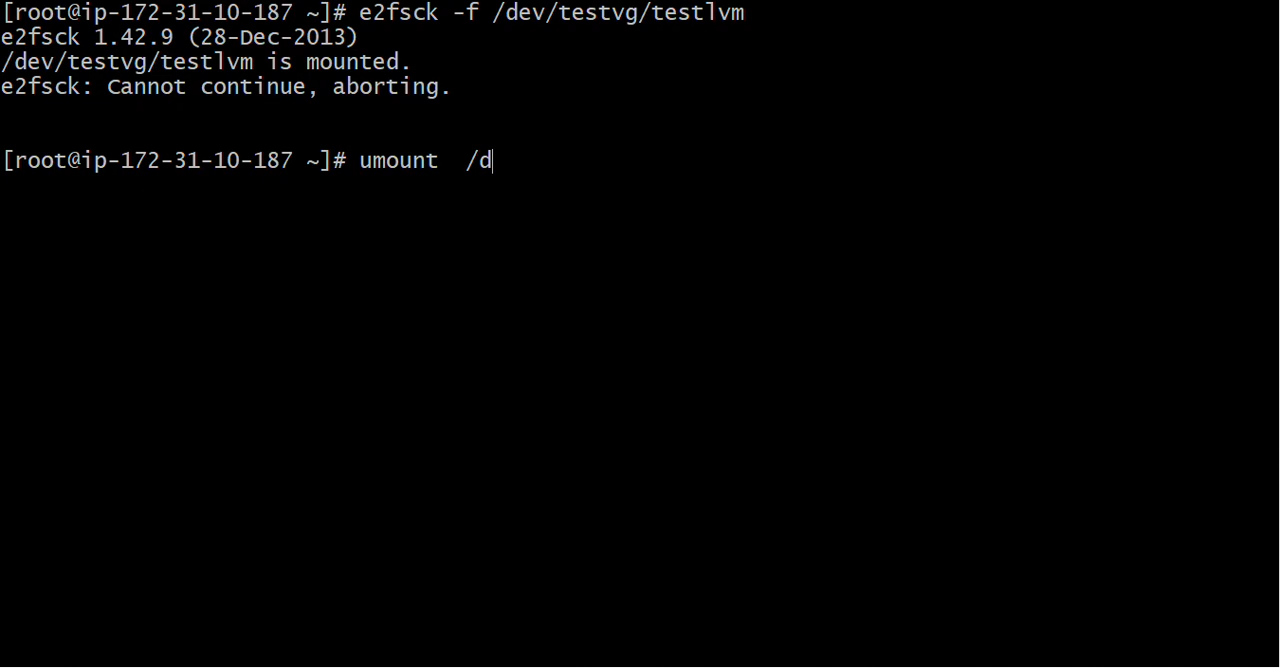 [root@ip-172-31-10-187 ~]# e2fsck -f /dev/testvg/testlvm
e2fsck 1.42.9 (28-Dec-2013)
/dev/testvg/testlvm is mounted.
e2fsck: Cannot continue, aborting.
[root@ip-172-31-10-187 ~]# umount  /d